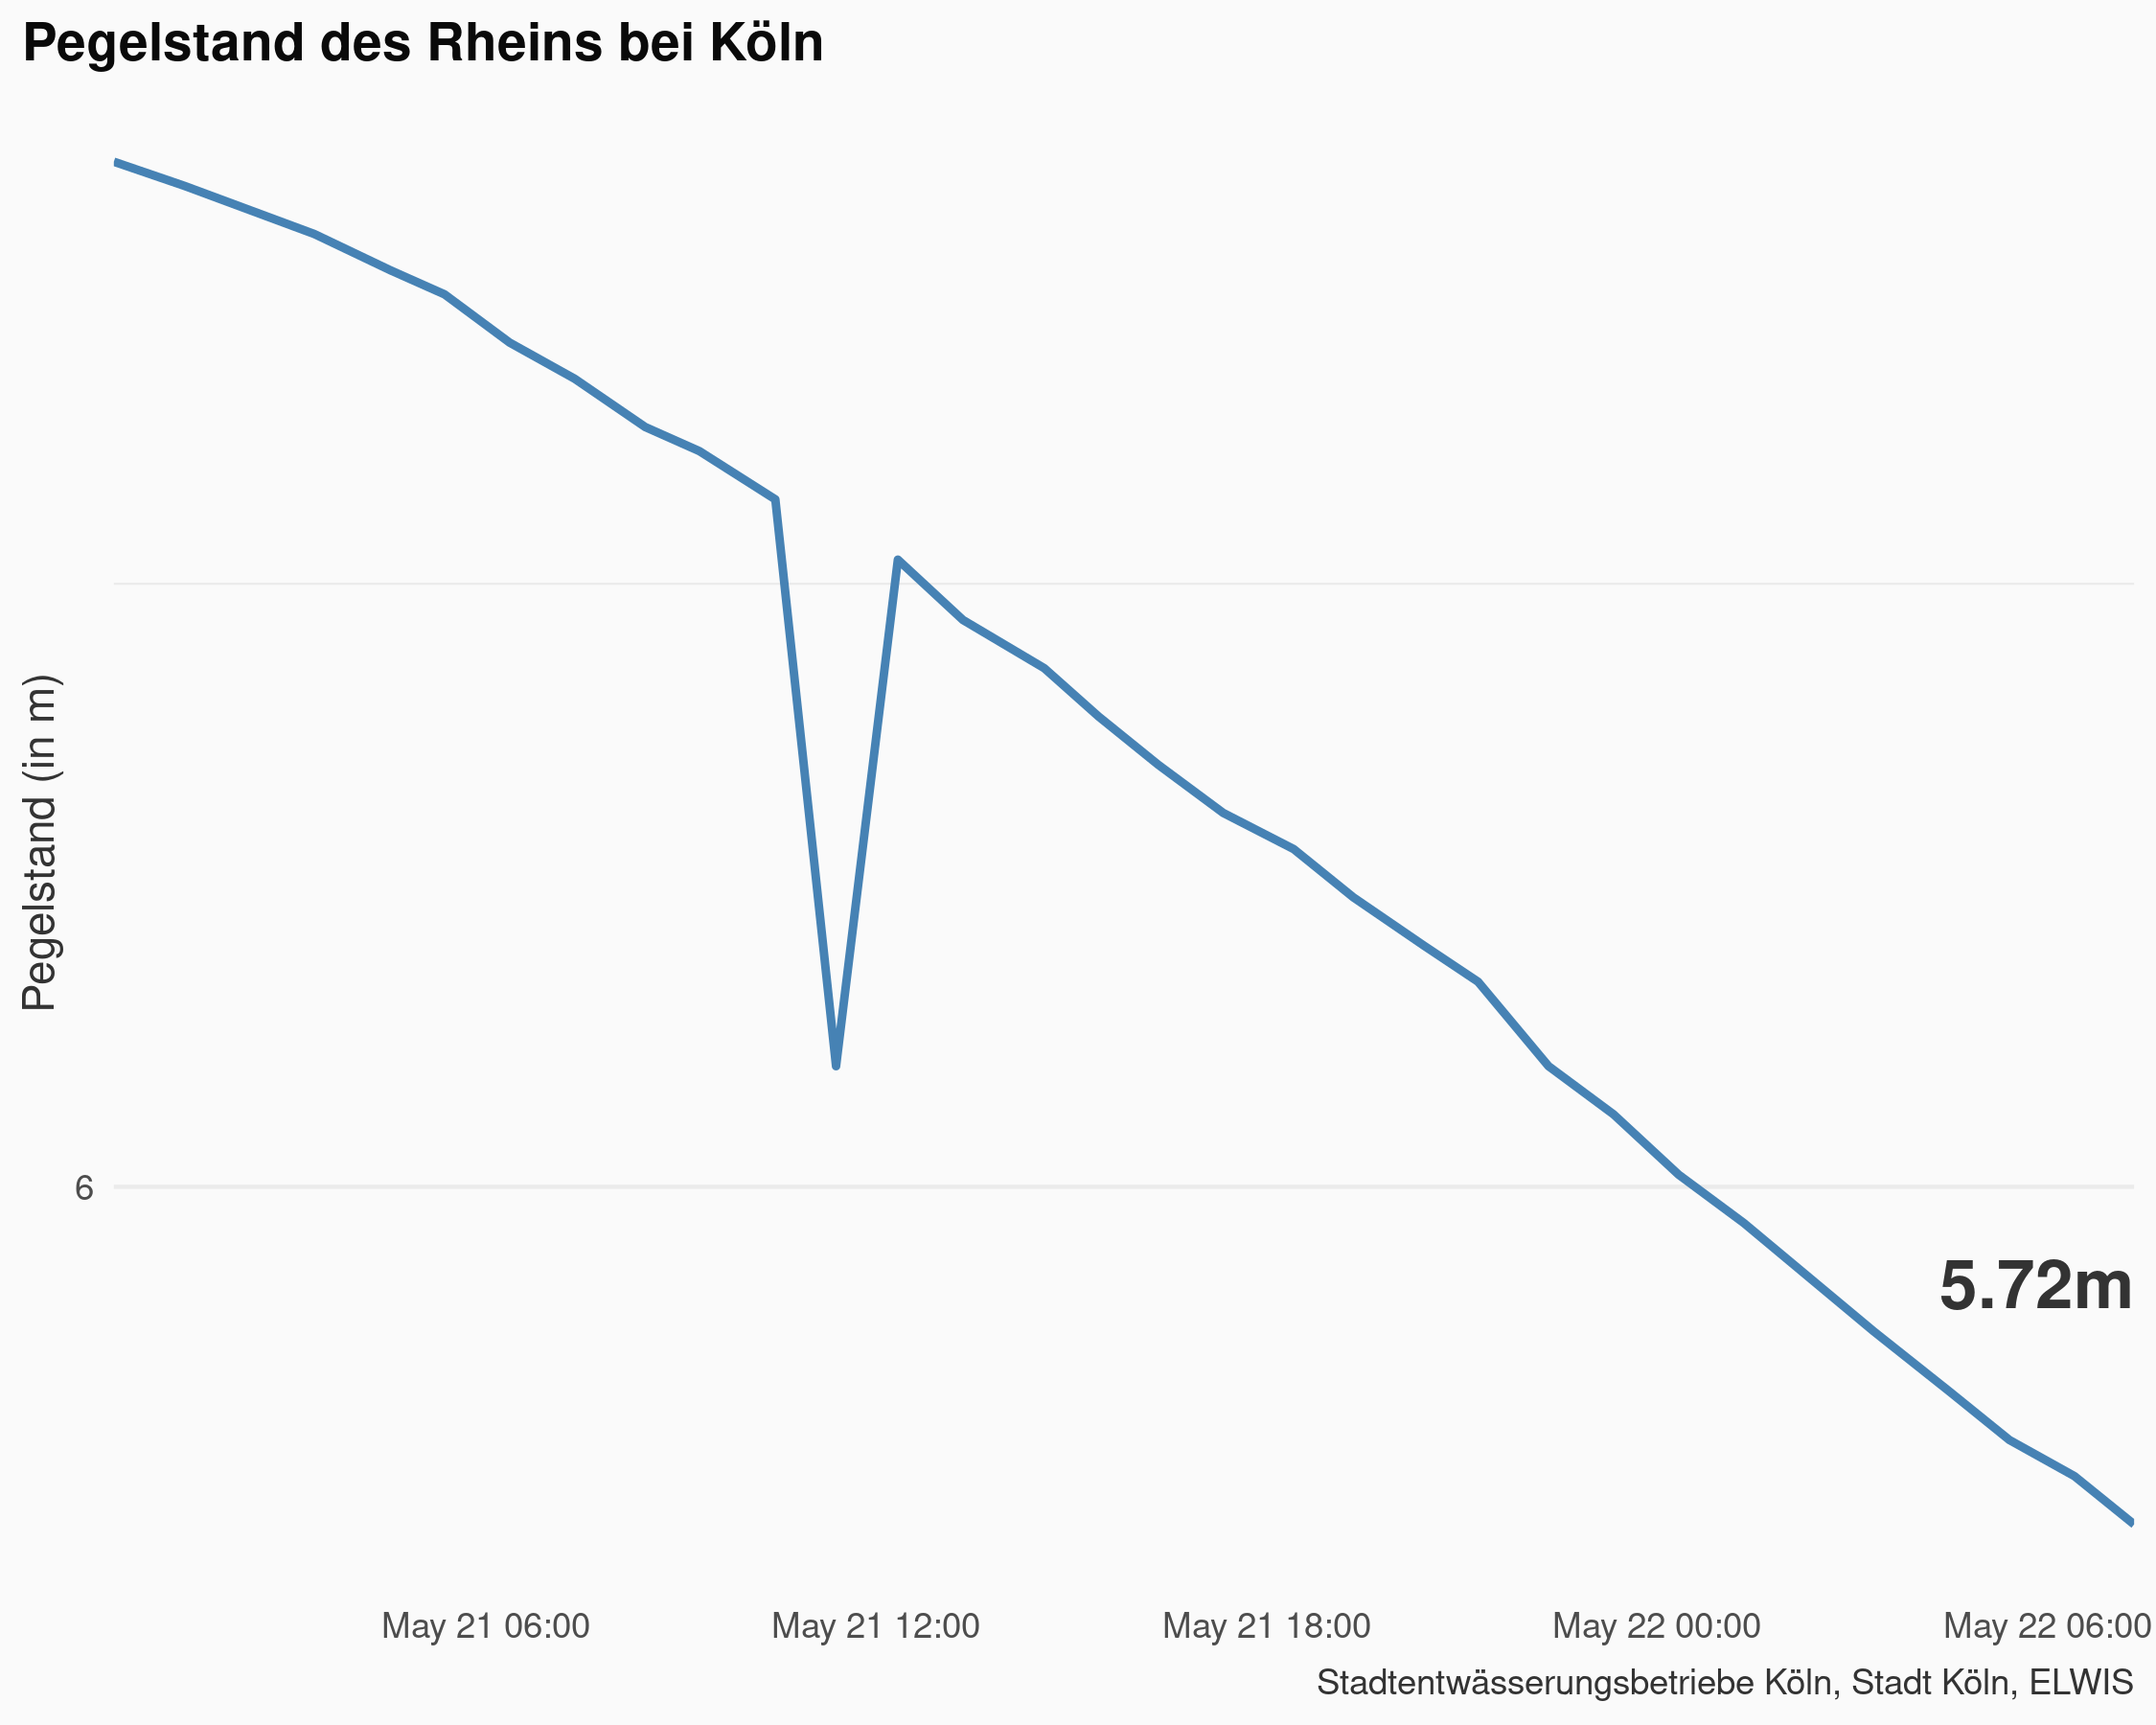 Pegelstand des Rheins bei Köln
Pegelstand (in m)
6
5.72m
May 21 06:00
May 21 12:00
May 21 18:00
May 22 00:00
May 22 06:00
Stadtentwässerungsbetriebe Köln, Stadt Köln, ELWIS